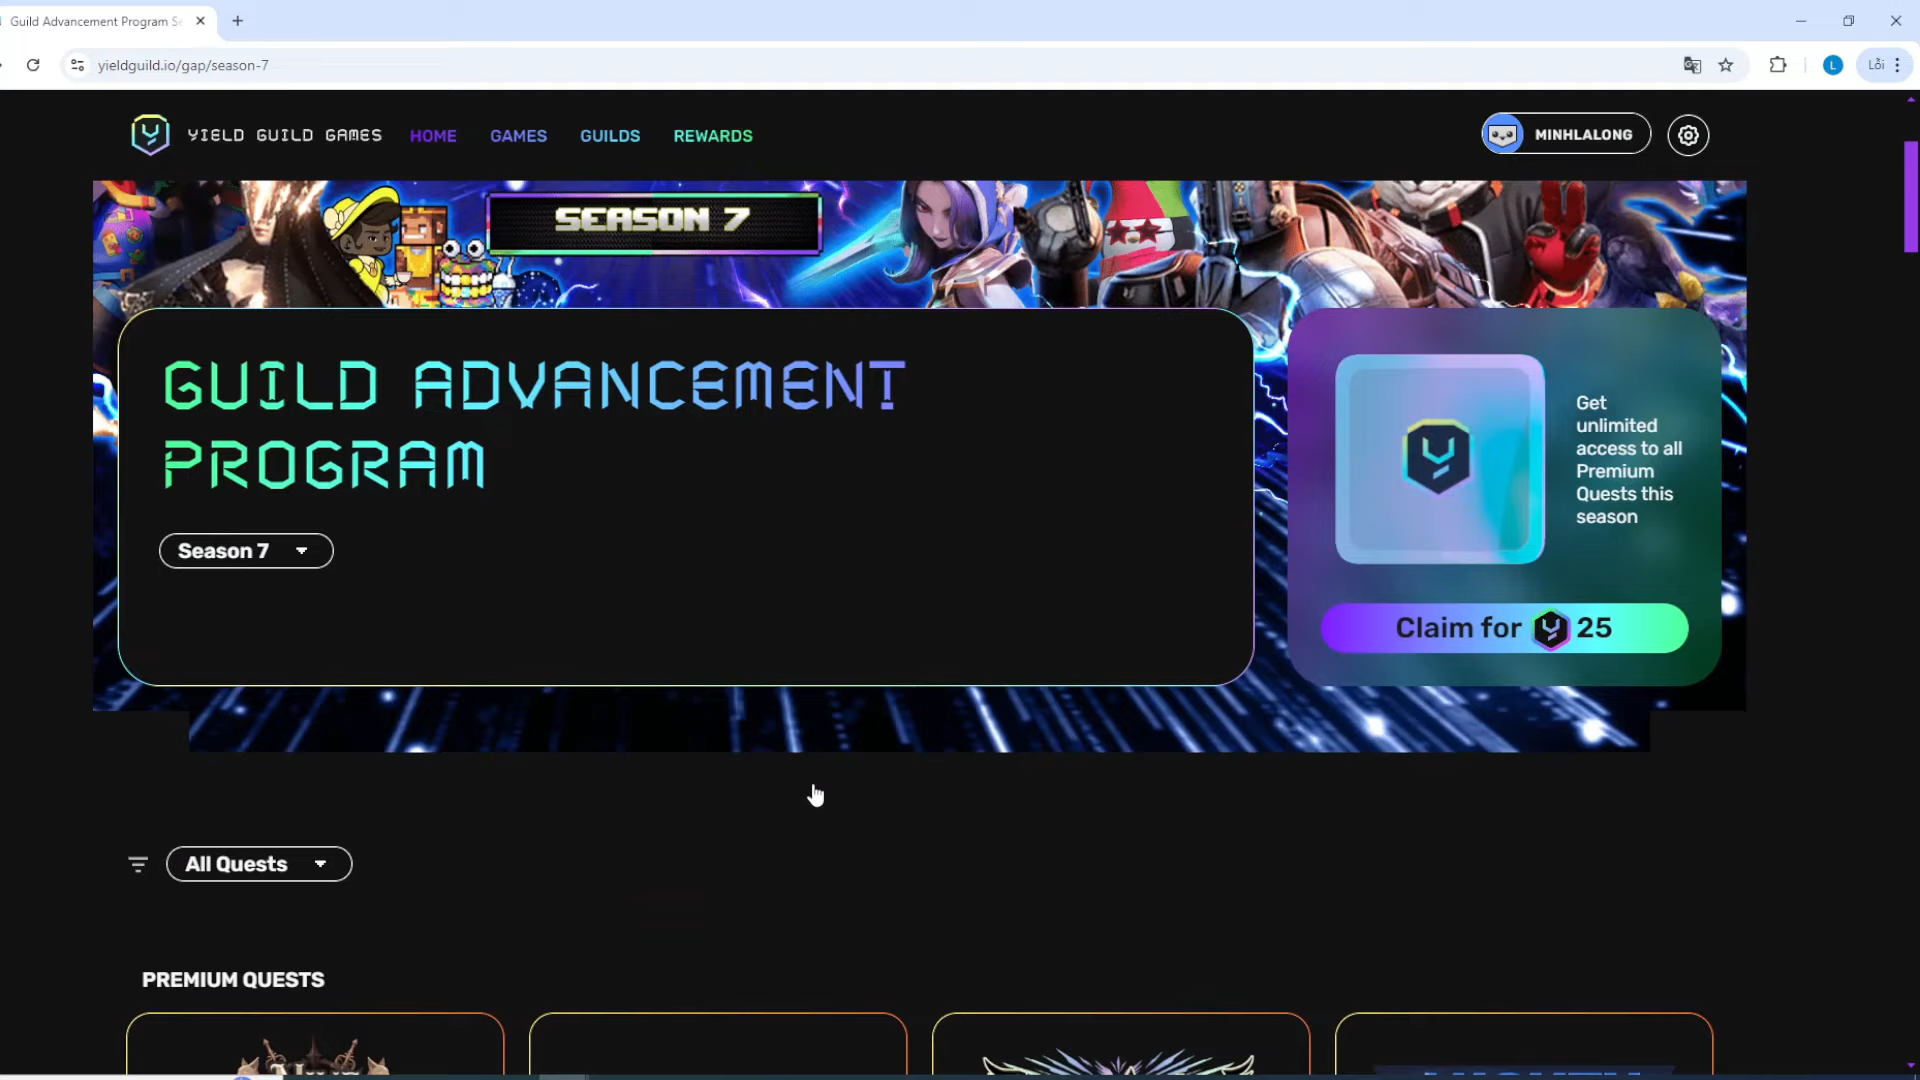 Guild Advancement Program Se
yieldguild.io/gap/season-7
L
Lỗi
YIELD GUILD GAMES
HOME
GAMES
GUILDS
REWARDS
MINHLALONG
SEASON 7
GUILD ADVANCEMENT
PROGRAM
Season 7
Get
unlimited
access to all
Premium
Quests this
season
Claim for 25
All Quests
PREMIUM QUESTS